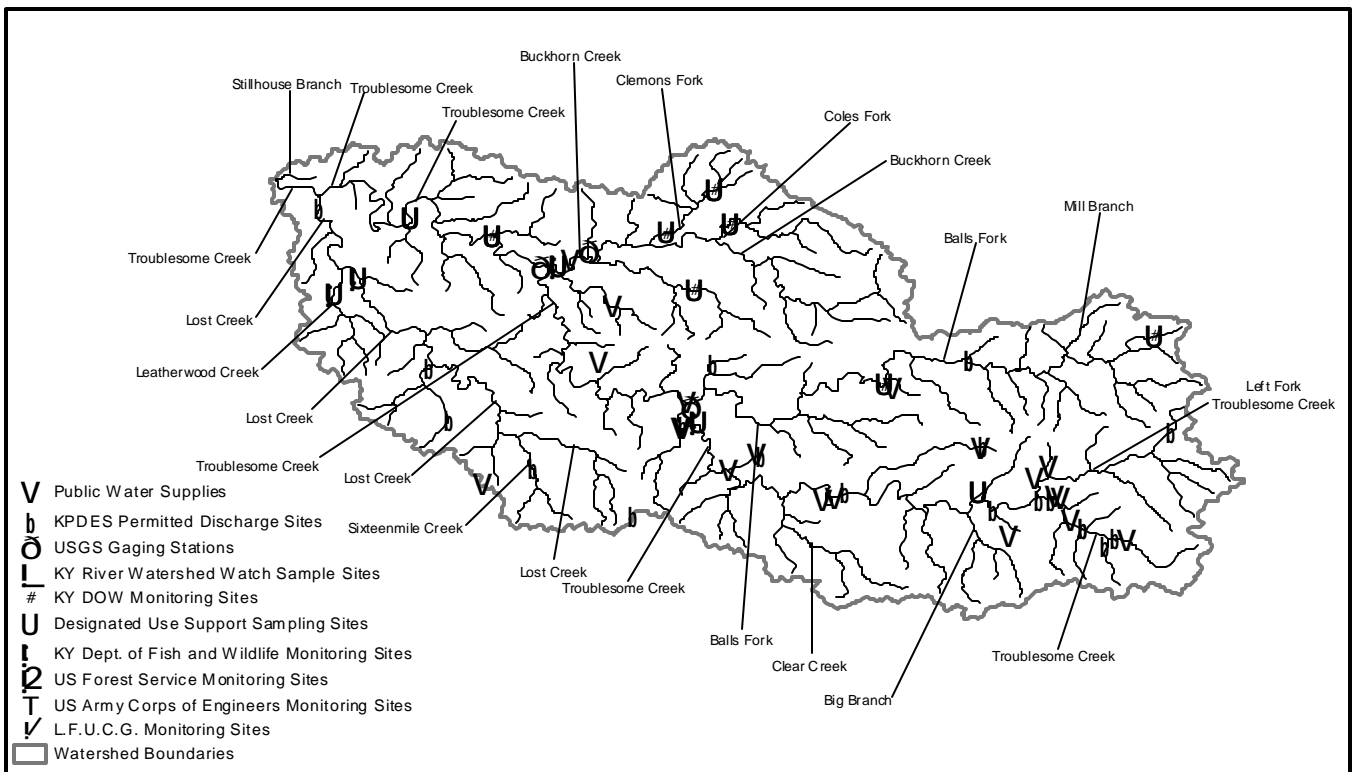 Buckhorn Creek
Stillhouse Branch
Troublesome Creek
Clemons Fork
Troublesome Creek
Coles Fork
Buckhorn Creek
Mill Branch
Balls Fork
Troublesome Creek
Lost Creek
Leatherwood Creek
Left Fork
Troublesome Creek
Lost Creek
Troublesome Creek
Lost Creek
Sixteenmile Creek
Lost Creek
Troublesome Creek
Balls Fork
Clear Creek
Troublesome Creek
Big Branch
V Public Water Supplies
b KPDES Permitted Discharge Sites
ð USGS Gaging Stations
KY River Watershed Watch Sample Sites
# KY DOW Monitoring Sites
U Designated Use Support Sampling Sites
KY Dept. of Fish and Wildlife Monitoring Sites
US Forest Service Monitoring Sites
T US Army Corps of Engineers Monitoring Sites
L.F.U.C.G. Monitoring Sites
Watershed Boundaries